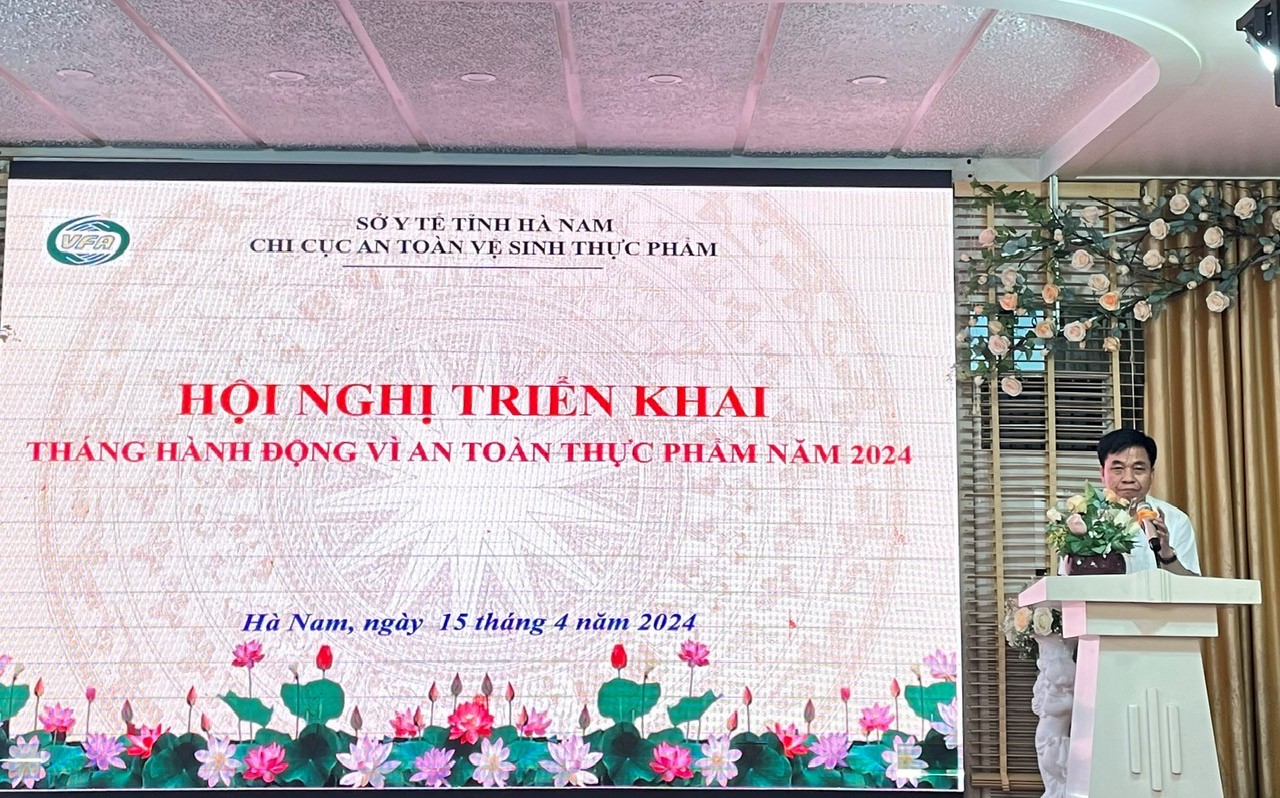 VFA
SỞ Y TẾ TỈNH HÀ NAM
CHI CỤC AN TOÀN VỆ SINH THỰC PHẨM
HỘI NGHỊ TRIỂN KHAI
THÁNG HÀNH ĐỘNG VÌ AN TOÀN THỰC PHẨM NĂM 2024
Hà Nam, ngày 15 tháng 4 năm 2024